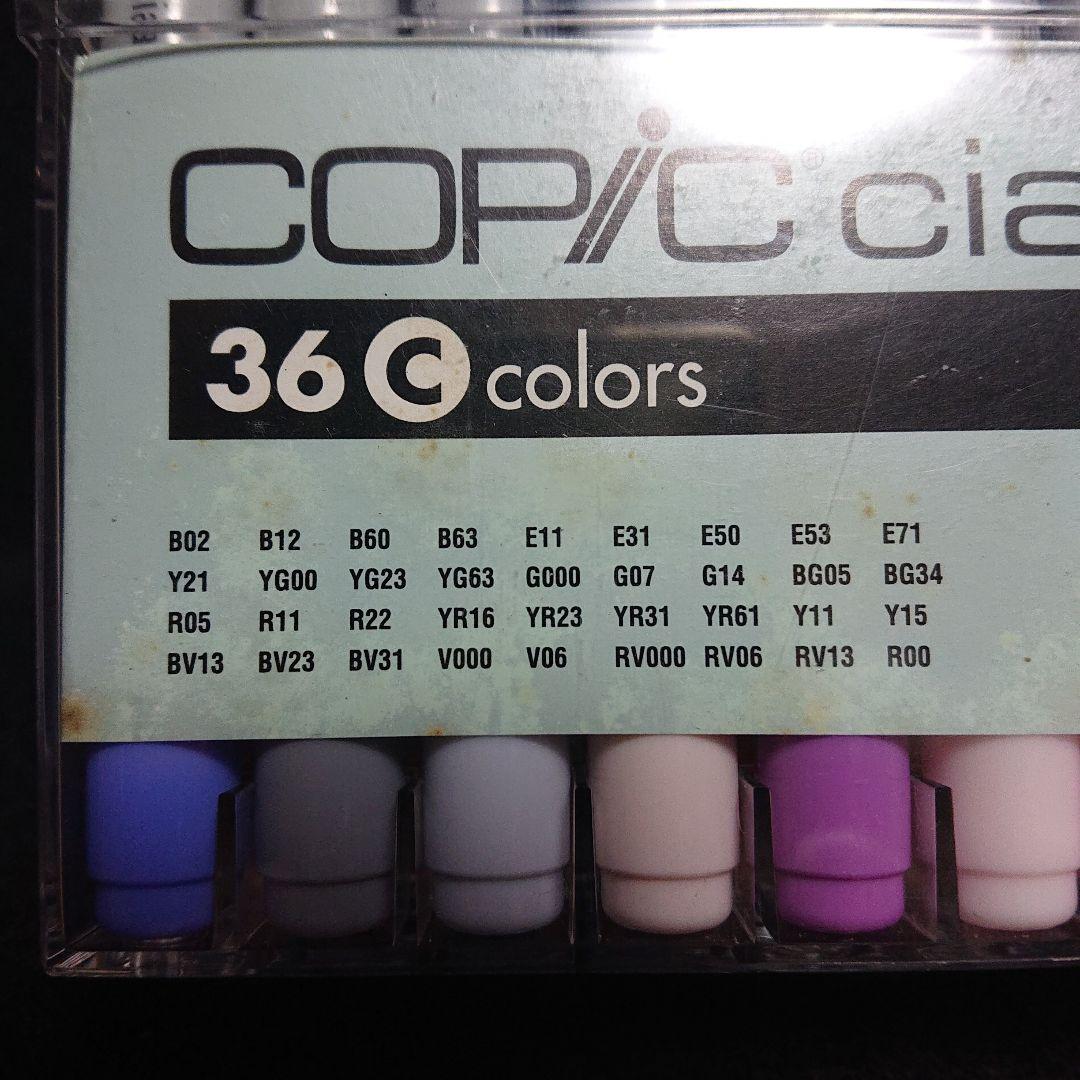 COPiC® cia
36 C colors
B02 B12 B60 B63 E11 E31 E50 E53 E71
Y21 YG00 YG23 YG63 G000 G07 G14 BG05 BG34
R05 R11 R22 YR16 YR23 YR31 YR61 Y11 Y15
BV13 BV23 BV31 V000 V06 RV000 RV06 RV13 R00